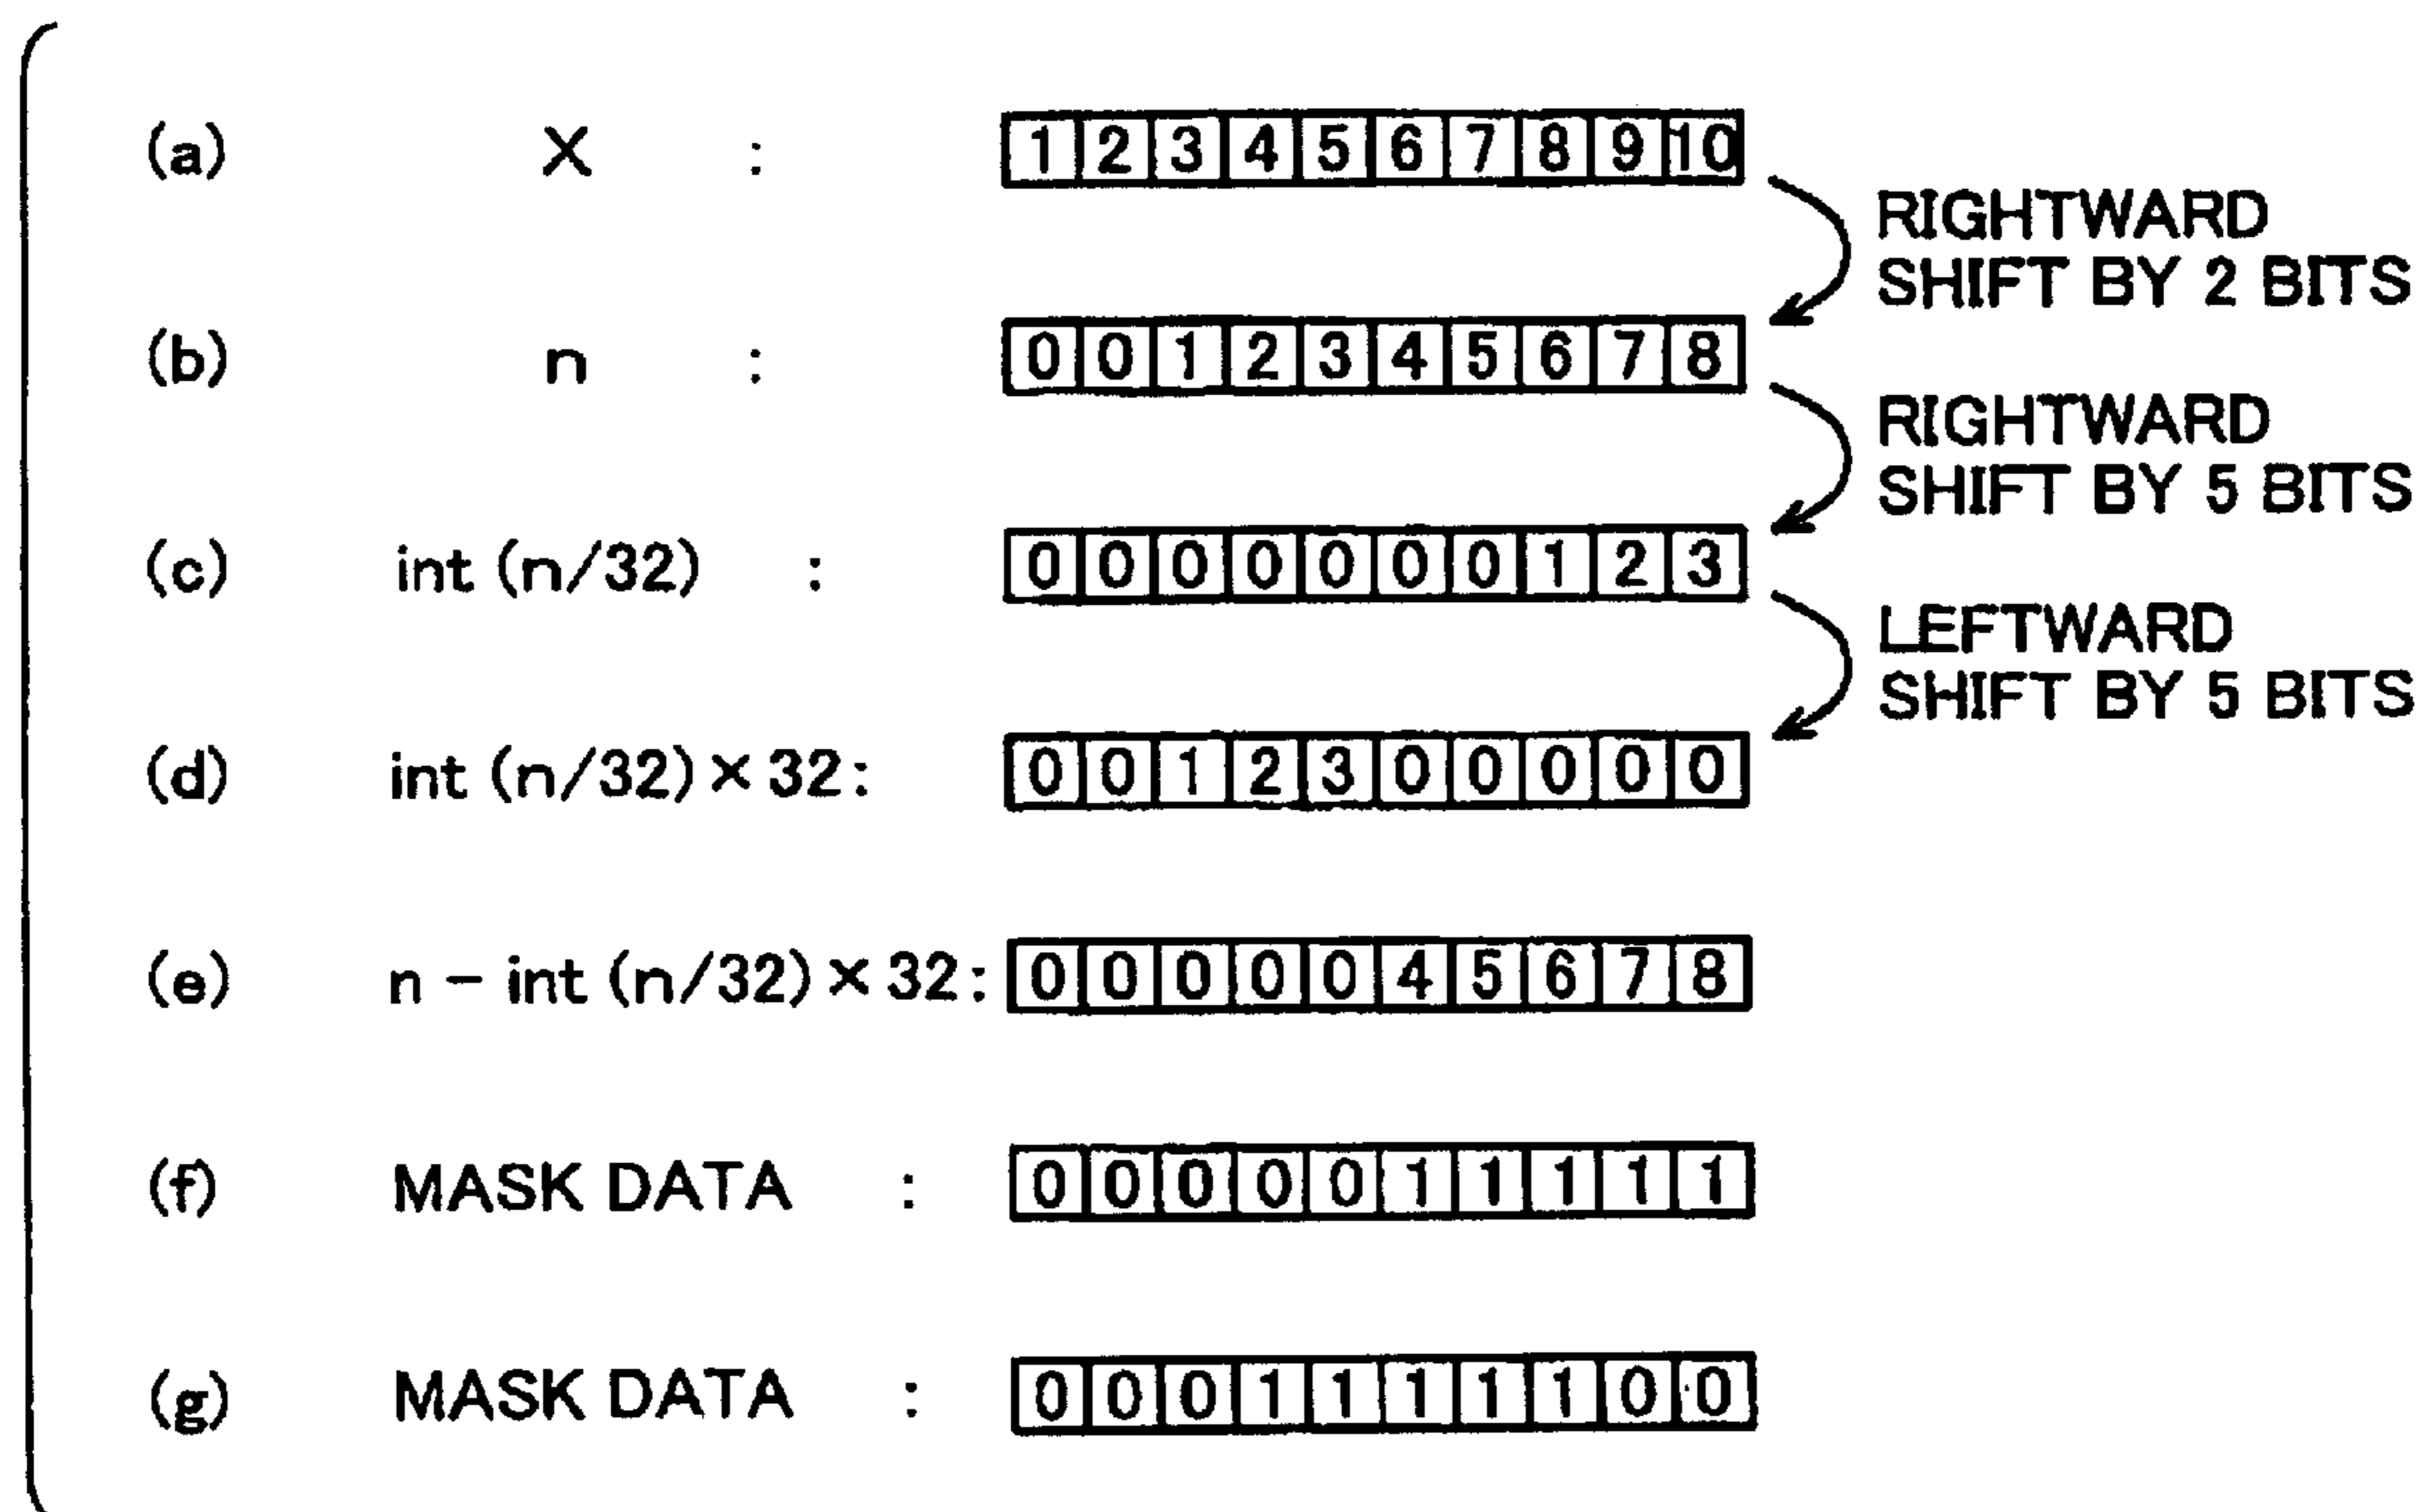 (a) X : 1 2 3 4 5 6 7 8 9 10
RIGHTWARD
SHIFT BY 2 BITS
(b) n : 0 0 1 2 3 4 5 6 7 8
RIGHTWARD
SHIFT BY 5 BITS
(c) int (n/32) : 0 0 0 0 0 0 0 1 2 3
LEFTWARD
SHIFT BY 5 BITS
(d) int (n/32) × 32: 0 0 1 2 3 0 0 0 0 0
(e) n − int (n/32) × 32: 0 0 0 0 0 4 5 6 7 8
(f) MASK DATA : 0 0 0 0 0 1 1 1 1 1
(g) MASK DATA : 0 0 0 1 1 1 1 1 0 0